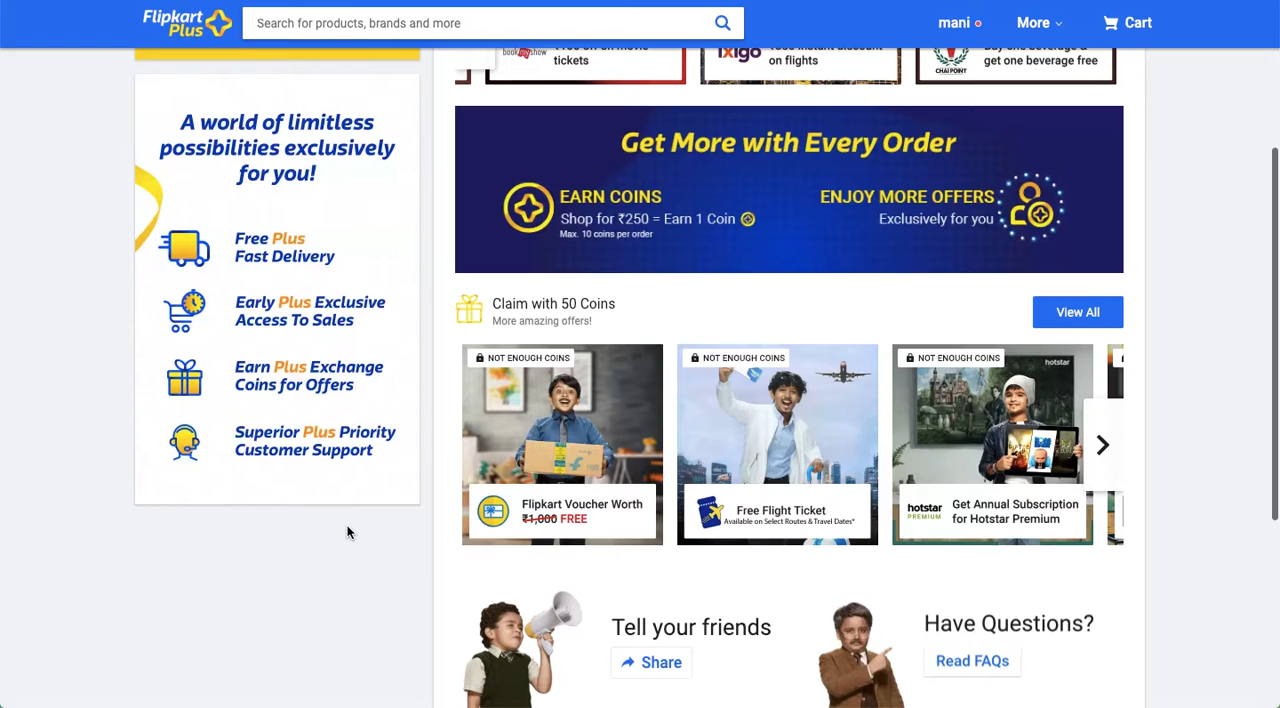 Flipkart
Plus
Search for products, brands and more
mani
More
Cart
book my show
tickets
ixigo
on flights
CHAI POINT
get one beverage free
A world of limitless
possibilities exclusively
for you!
Free Plus
Fast Delivery
Early Plus Exclusive
Access To Sales
Earn Plus Exchange
Coins for Offers
Superior Plus Priority
Customer Support
Get More with Every Order
EARN COINS
Shop for ₹250 = Earn 1 Coin
Max. 10 coins per order
ENJOY MORE OFFERS
Exclusively for you
Claim with 50 Coins
More amazing offers!
View All
NOT ENOUGH COINS
Flipkart Voucher Worth
₹1,000 FREE
NOT ENOUGH COINS
Free Flight Ticket
Available on Select Routes & Travel Dates*
NOT ENOUGH COINS
hotstar
hotstar
PREMIUM
Get Annual Subscription
for Hotstar Premium
Tell your friends
Share
Have Questions?
Read FAQs